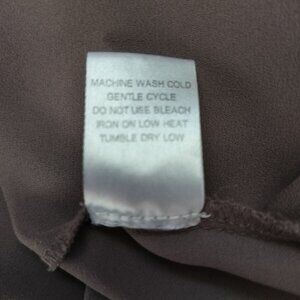 MACHINE WASH COLD
GENTLE CYCLE
DO NOT USE BLEACH
IRON ON LOW HEAT
TUMBLE DRY LOW